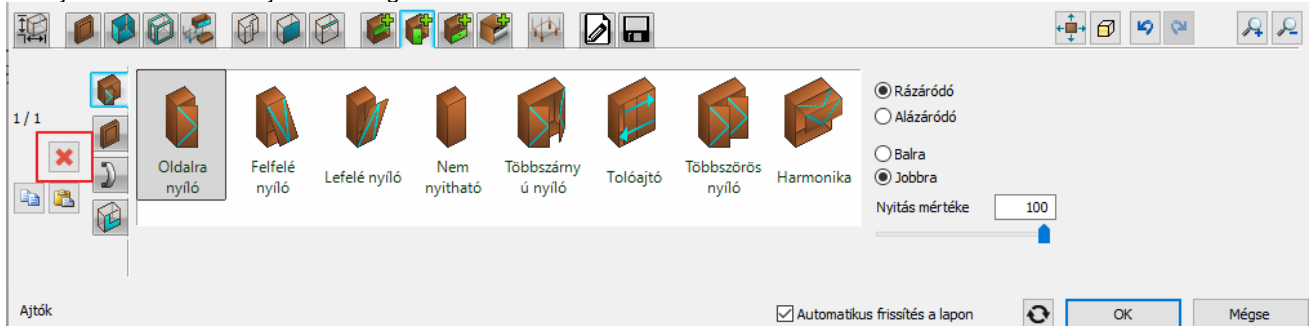 1 / 1
Oldalra
nyíló
Felfelé
nyíló
Lefelé nyíló
Nem
nyitható
Többszárny
ú nyíló
Tolóajtó
Többszörös
nyíló
Harmonika
Rázáródó
Alázáródó
Balra
Jobbra
Nyitás mértéke 100
Ajtók
Automatikus frissítés a lapon
OK
Mégse